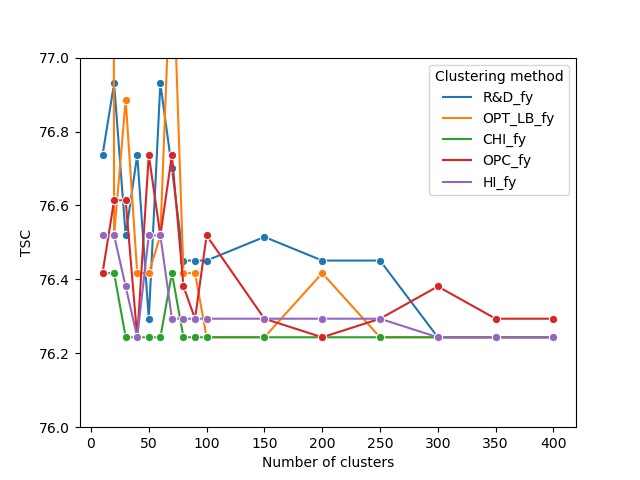 77.0
76.8
76.6
76.4
76.2
76.0
TSC
0 50 100 150 200 250 300 350 400
Number of clusters
Clustering method
R&D_fy
OPT_LB_fy
CHI_fy
OPC_fy
HI_fy